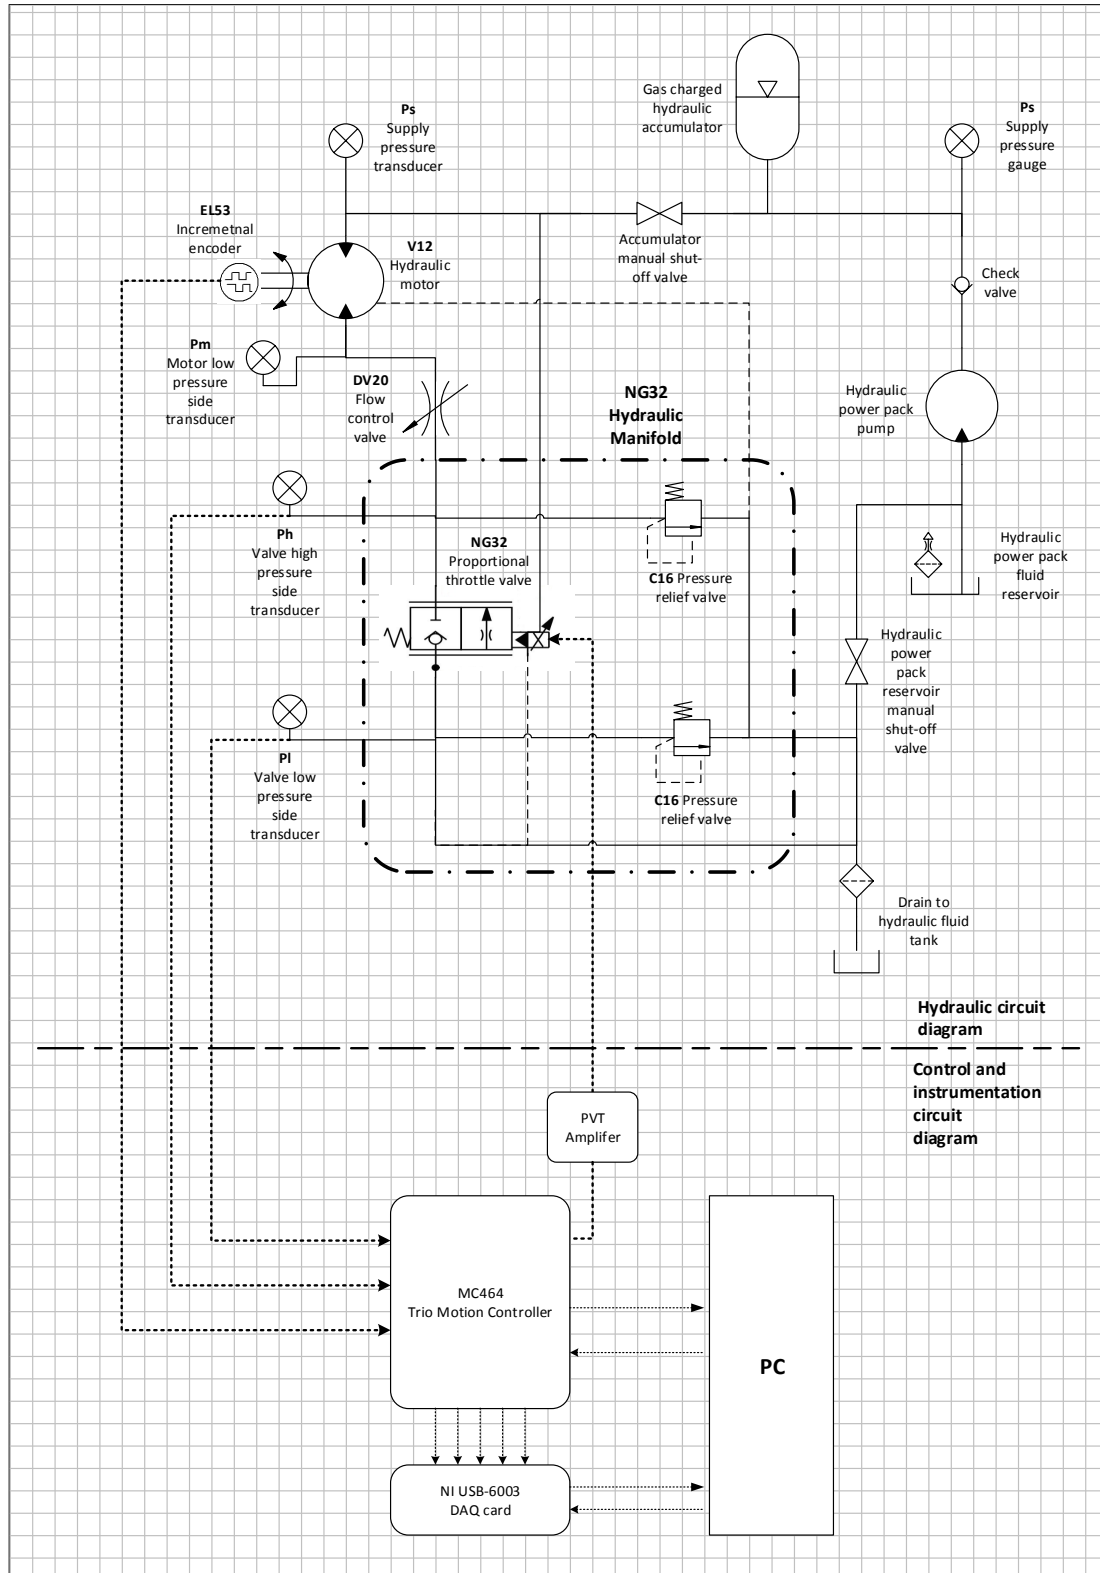 Gas charged
hydraulic
accumulator
Ps
Supply
pressure
transducer
Ps
Supply
pressure
gauge
EL53
Incremetnal
encoder
V12
Hydraulic
motor
Accumulator
manual shut-
off valve
Check
valve
Pm
Motor low
pressure
side
transducer
DV20
Flow
control
valve
NG32
Hydraulic
Manifold
Hydraulic
power pack
pump
Ph
Valve high
pressure
side
transducer
NG32
Proportional
throttle valve
C16 Pressure
relief valve
Hydraulic
power pack
fluid
reservoir
Hydraulic
power
pack
reservoir
manual
shut-off
valve
Pl
Valve low
pressure
side
transducer
C16 Pressure
relief valve
Drain to
hydraulic fluid
tank
Hydraulic circuit
diagram
Control and
instrumentation
circuit
diagram
PVT
Amplifer
MC464
Trio Motion Controller
PC
NI USB-6003
DAQ card